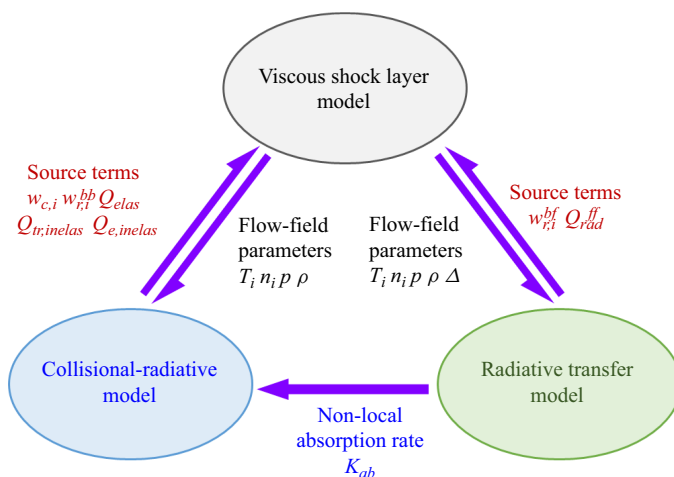 Viscous shock layer
model
Source terms
w_{c,i} w_{r,i}^{bb} Q_{elas}
Q_{tr,inelas} Q_{e,inelas}
Flow-field
parameters
T_i n_i p ρ
Flow-field
parameters
T_i n_i p ρ Δ
Source terms
w_{r,i}^{bf} Q_{rad}^{ff}
Collisional-radiative
model
Radiative transfer
model
Non-local
absorption rate
K_{ab}